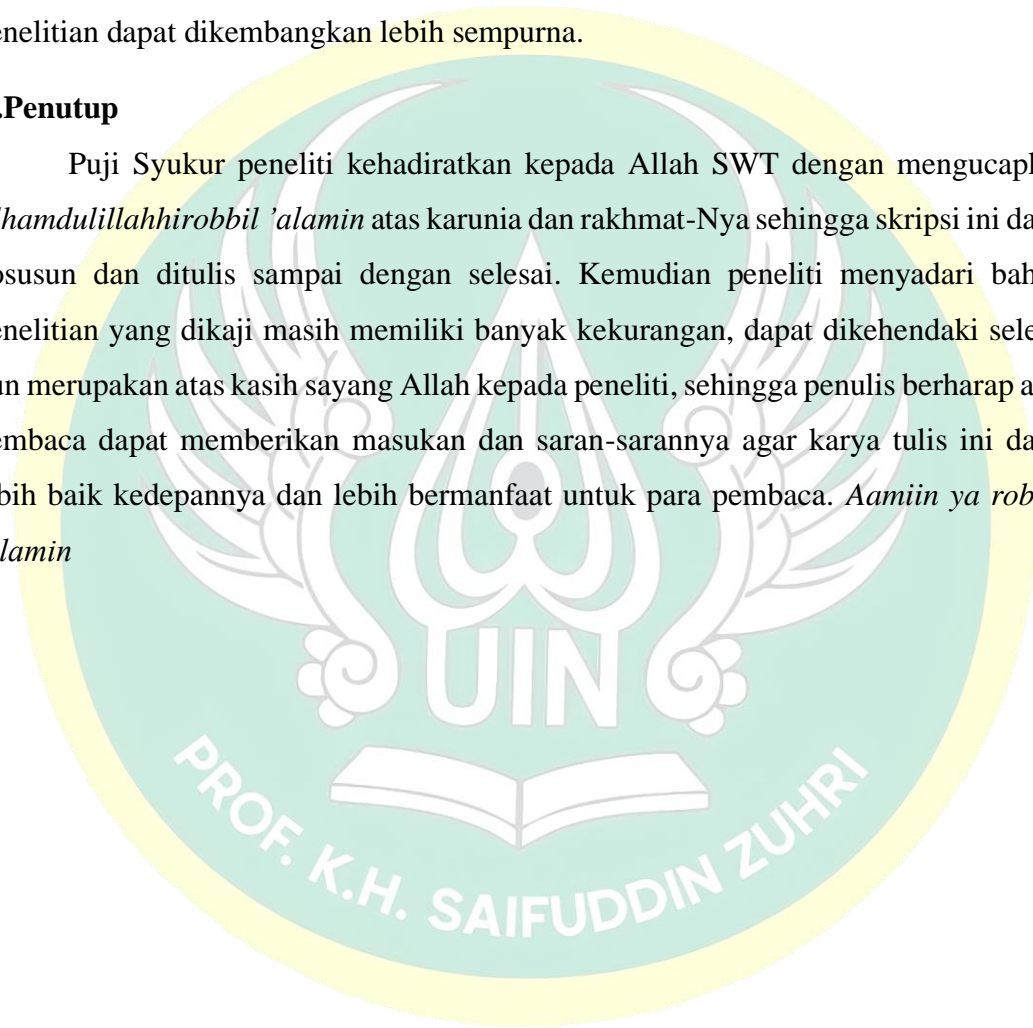 enelitian dapat dikembangkan lebih sempurna.
.Penutup
Puji Syukur peneliti kehadiratkan kepada Allah SWT dengan mengucapk
hamdulillahhirobbil ’alamin atas karunia dan rakhmat-Nya sehingga skripsi ini da
susun dan ditulis sampai dengan selesai. Kemudian peneliti menyadari bah
enelitian yang dikaji masih memiliki banyak kekurangan, dapat dikehendaki sele
un merupakan atas kasih sayang Allah kepada peneliti, sehingga penulis berharap a
embaca dapat memberikan masukan dan saran-sarannya agar karya tulis ini da
bih baik kedepannya dan lebih bermanfaat untuk para pembaca. Aamiin ya rob
lamin
UIN
PROF. K.H. SAIFUDDIN ZUHRI